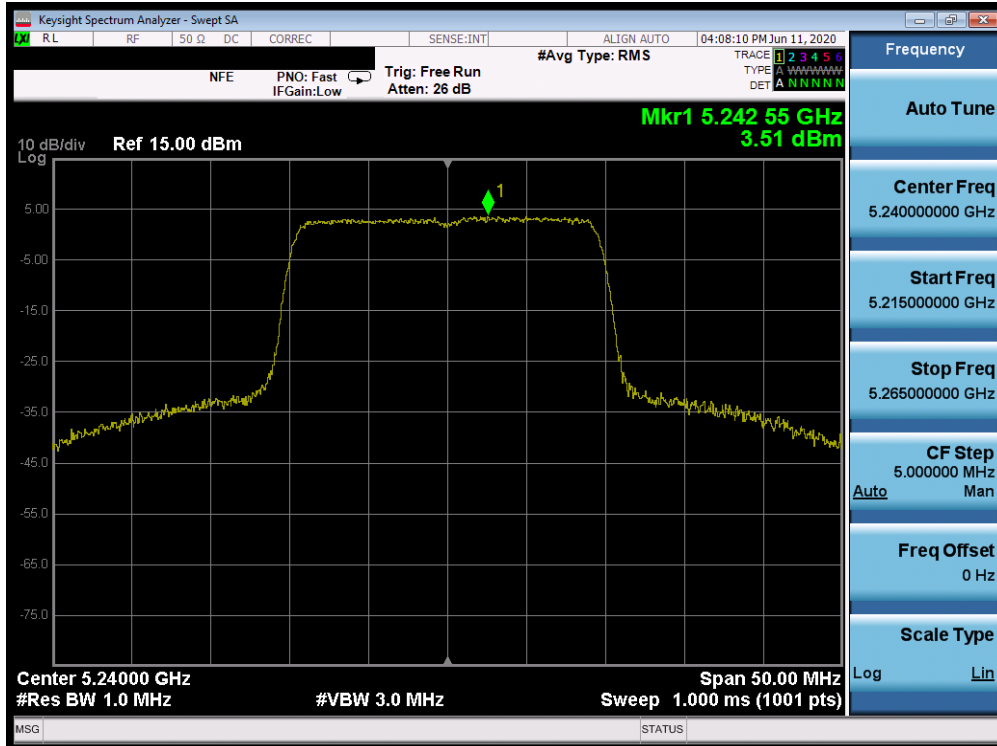 Keysight Spectrum Analyzer - Swept SA
LXI RL RF 50 Ω DC CORREC SENSE:INT ALIGN AUTO 04:08:10 PM Jun 11, 2020
#Avg Type: RMS
TRACE 1 2 3 4 5 6
TYPE A WWWWW
DET A N N N N N
NFE
PNO: Fast
IFGain:Low
Trig: Free Run
Atten: 26 dB
Frequency
Mkr1 5.242 55 GHz
3.51 dBm
10 dB/div
Log
Ref 15.00 dBm
1
5.00
-5.00
-15.0
-25.0
-35.0
-45.0
-55.0
-65.0
-75.0
Center 5.24000 GHz
Span 50.00 MHz
#Res BW 1.0 MHz
#VBW 3.0 MHz
Sweep 1.000 ms (1001 pts)
Auto Tune
Center Freq
5.240000000 GHz
Start Freq
5.215000000 GHz
Stop Freq
5.265000000 GHz
CF Step
5.000000 MHz
Auto Man
Freq Offset
0 Hz
Scale Type
Log Lin
MSG
STATUS